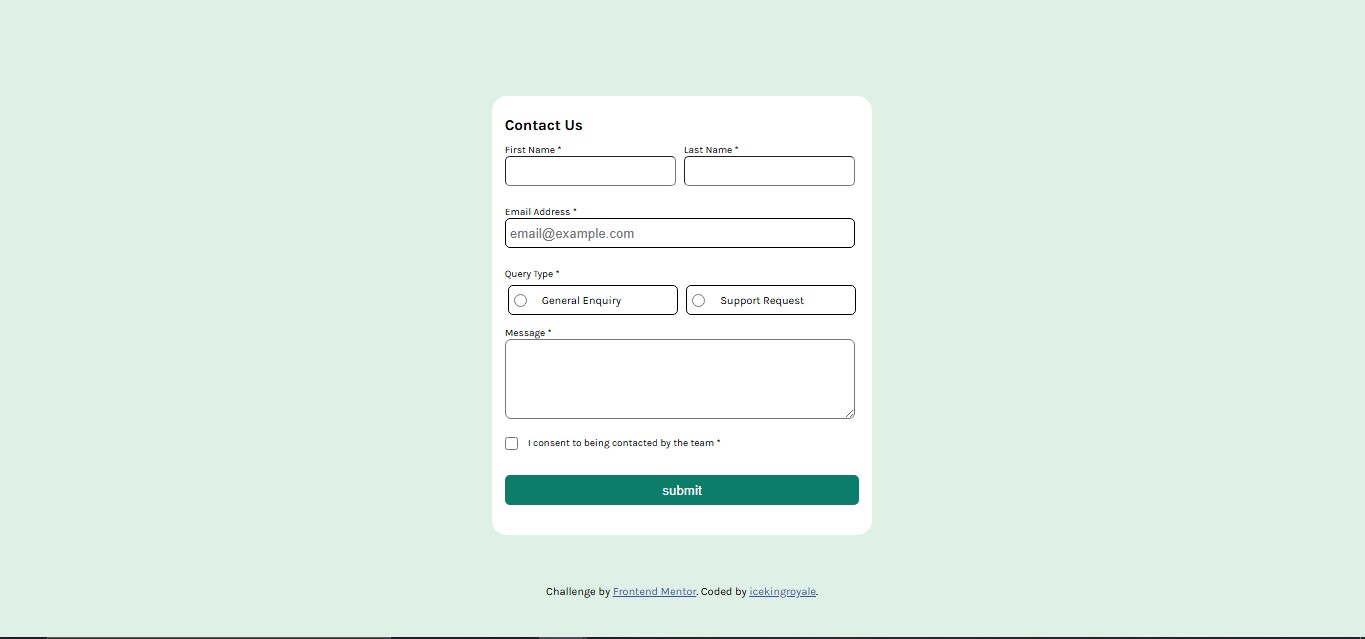 Contact Us
First Name * Last Name *
Email Address *
email@example.com
Query Type *
General Enquiry Support Request
Message *
I consent to being contacted by the team *
submit
Challenge by Frontend Mentor. Coded by icekingroyale.